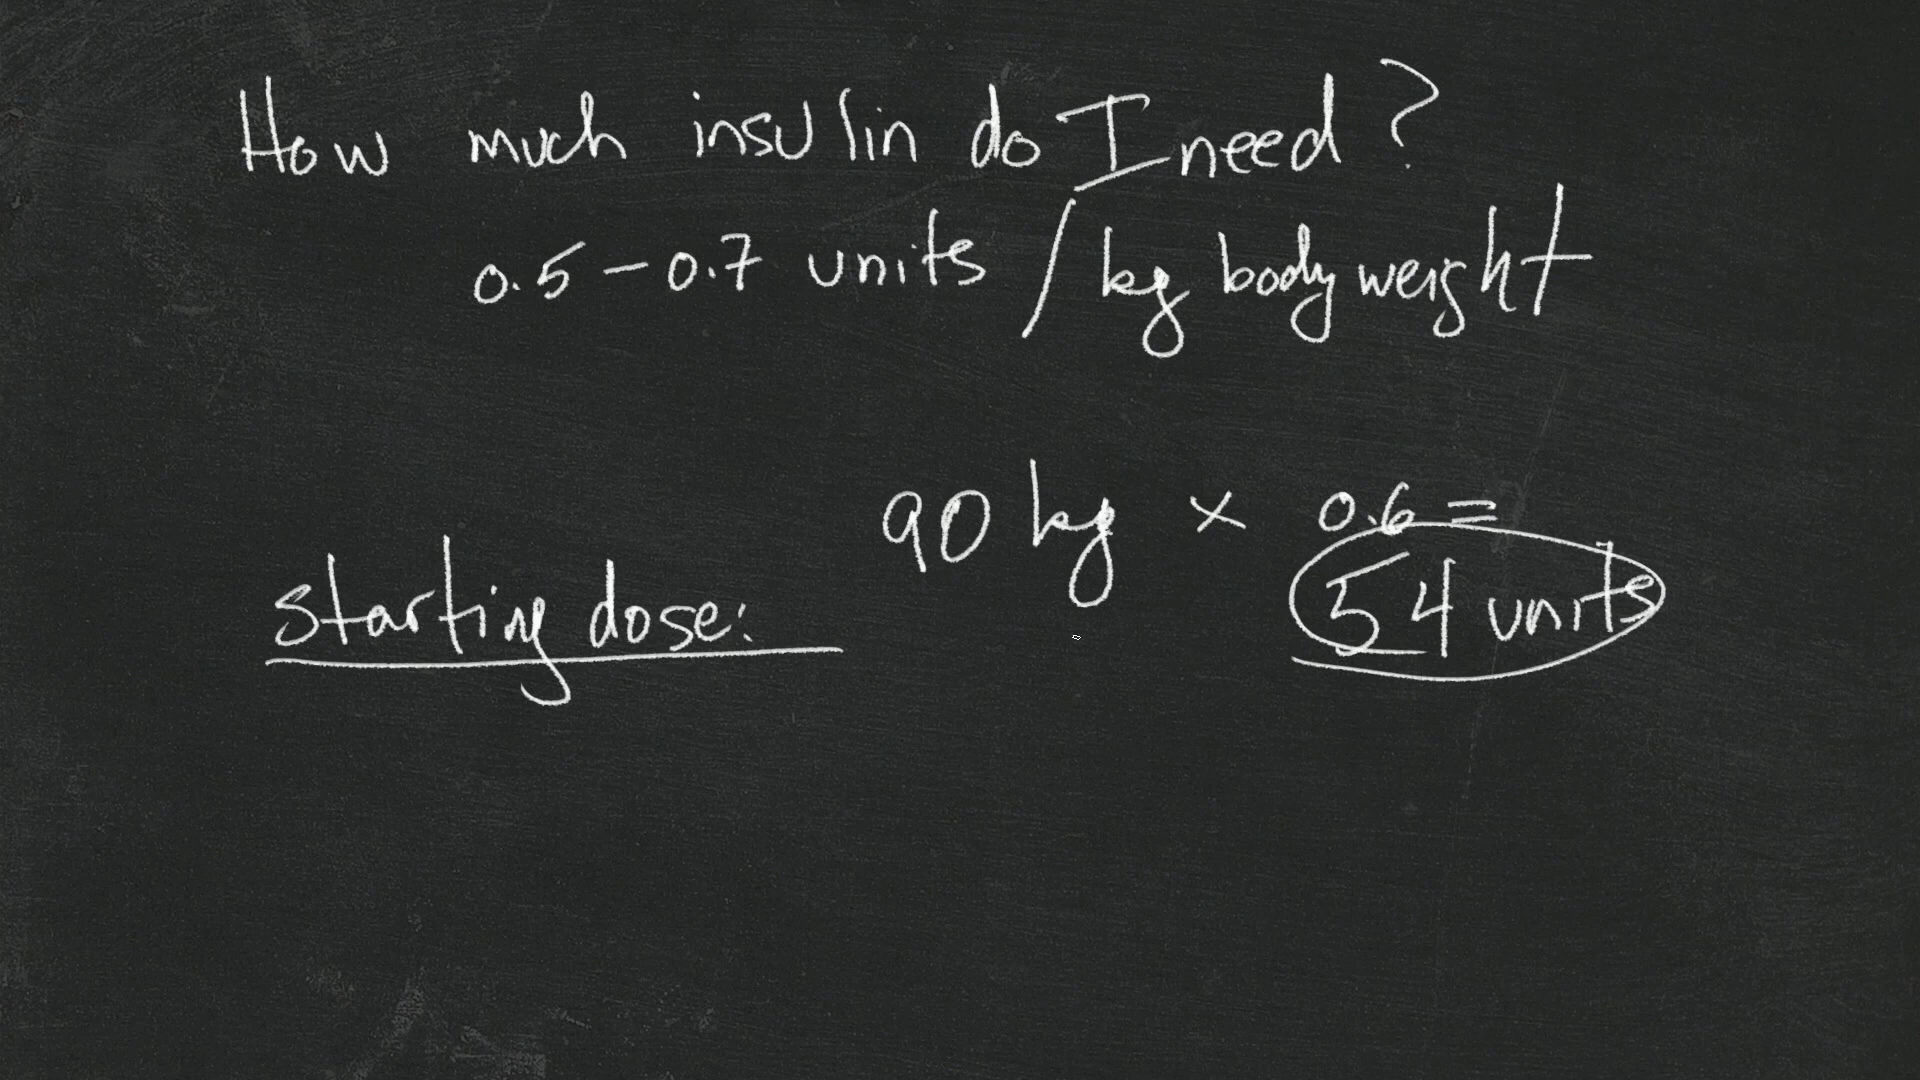 How much insulin do I need?
0.5-0.7 units / kg body weight
90 kg x 0.6 =
starting dose: 54 units